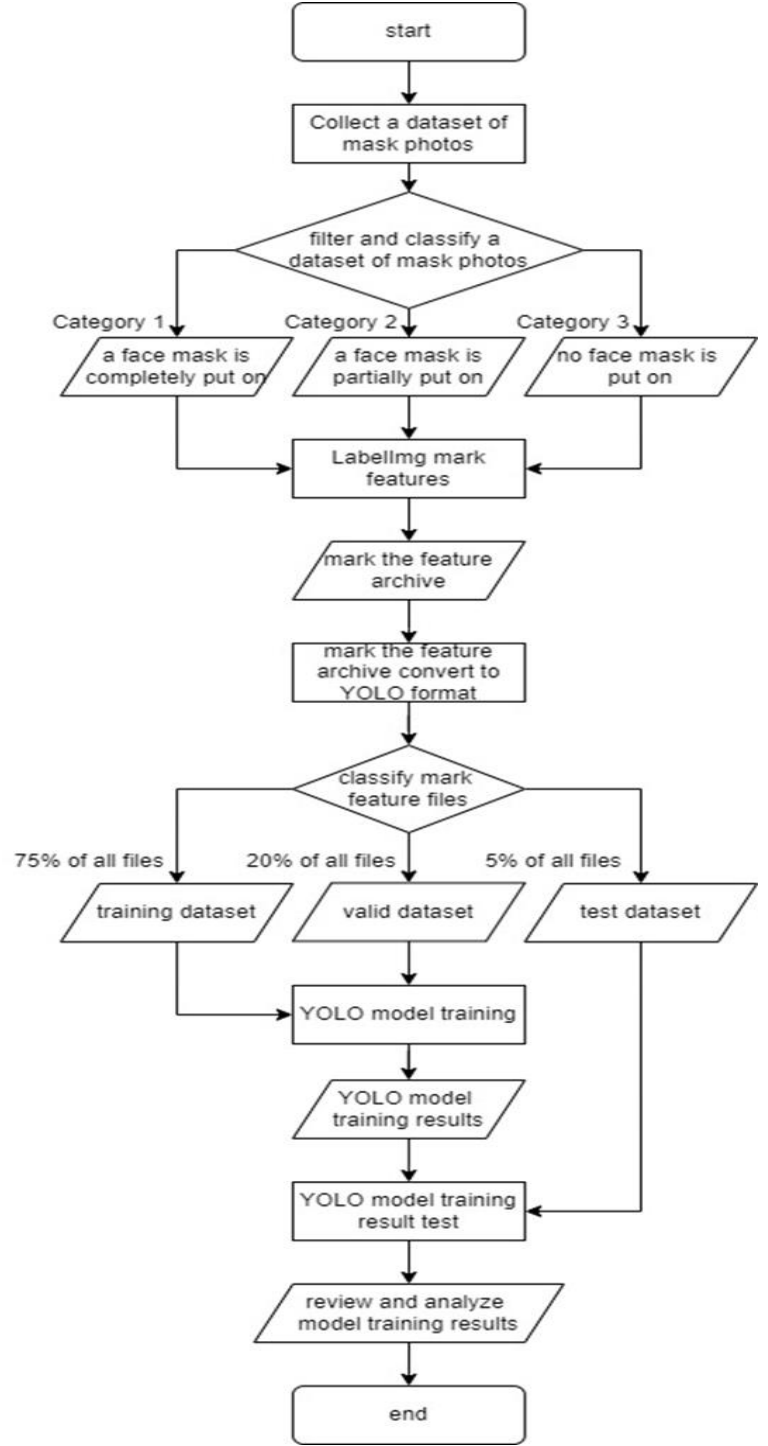 start
Collect a dataset of
mask photos
filter and classify a
dataset of mask photos
Category 1
Category 2
Category 3
a face mask is
completely put on
a face mask is
partially put on
no face mask is
put on
LabelImg mark
features
mark the feature
archive
mark the feature
archive convert to
YOLO format
classify mark
feature files
75% of all files
20% of all files
5% of all files
training dataset
valid dataset
test dataset
YOLO model training
YOLO model
training results
YOLO model training
result test
review and analyze
model training results
end